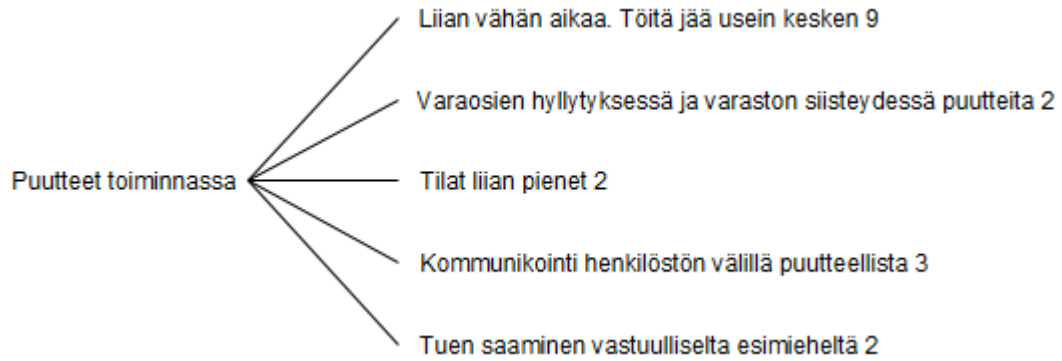 Liian vähän aikaa. Töitä jää usein kesken 9
Varaosien hyllytyksessä ja varaston siisteydessä puutteita 2
Puutteet toiminnassa
Tilat liian pienet 2
Kommunikointi henkilöstön välillä puutteellista 3
Tuen saaminen vastuulliselta esimieheltä 2